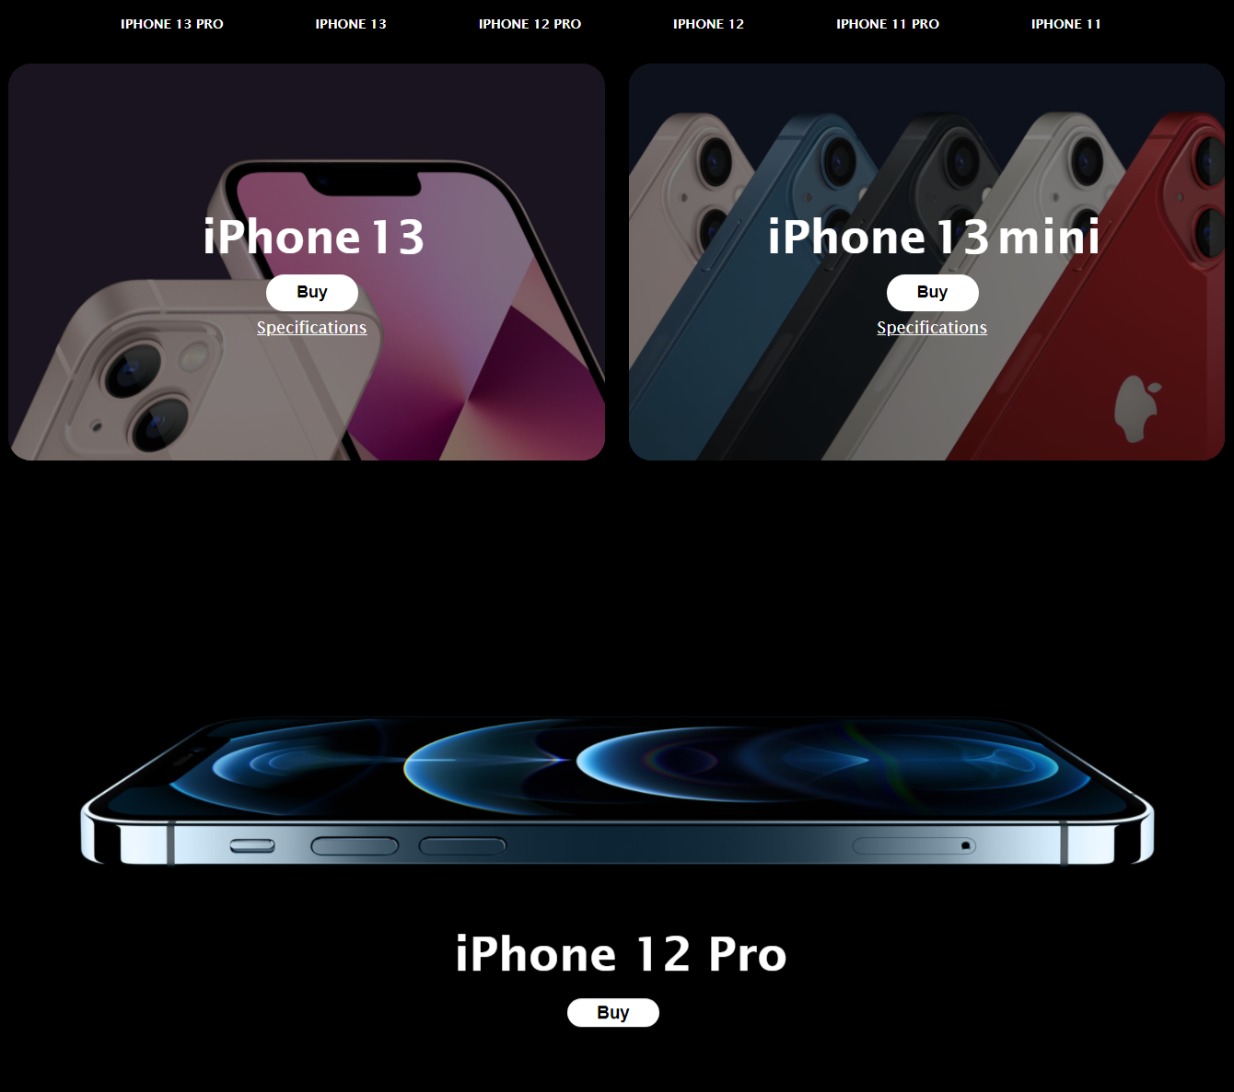 IPHONE 13 PRO IPHONE 13 IPHONE 12 PRO IPHONE 12 IPHONE 11 PRO IPHONE 11
iPhone 13
Buy
Specifications
iPhone 13 mini
Buy
Specifications
iPhone 12 Pro
Buy